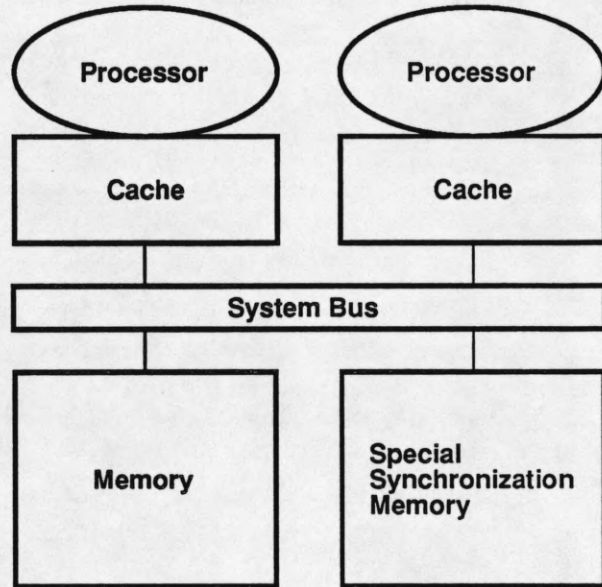 Processor
Processor
Cache
Cache
System Bus
Memory
Special
Synchronization
Memory